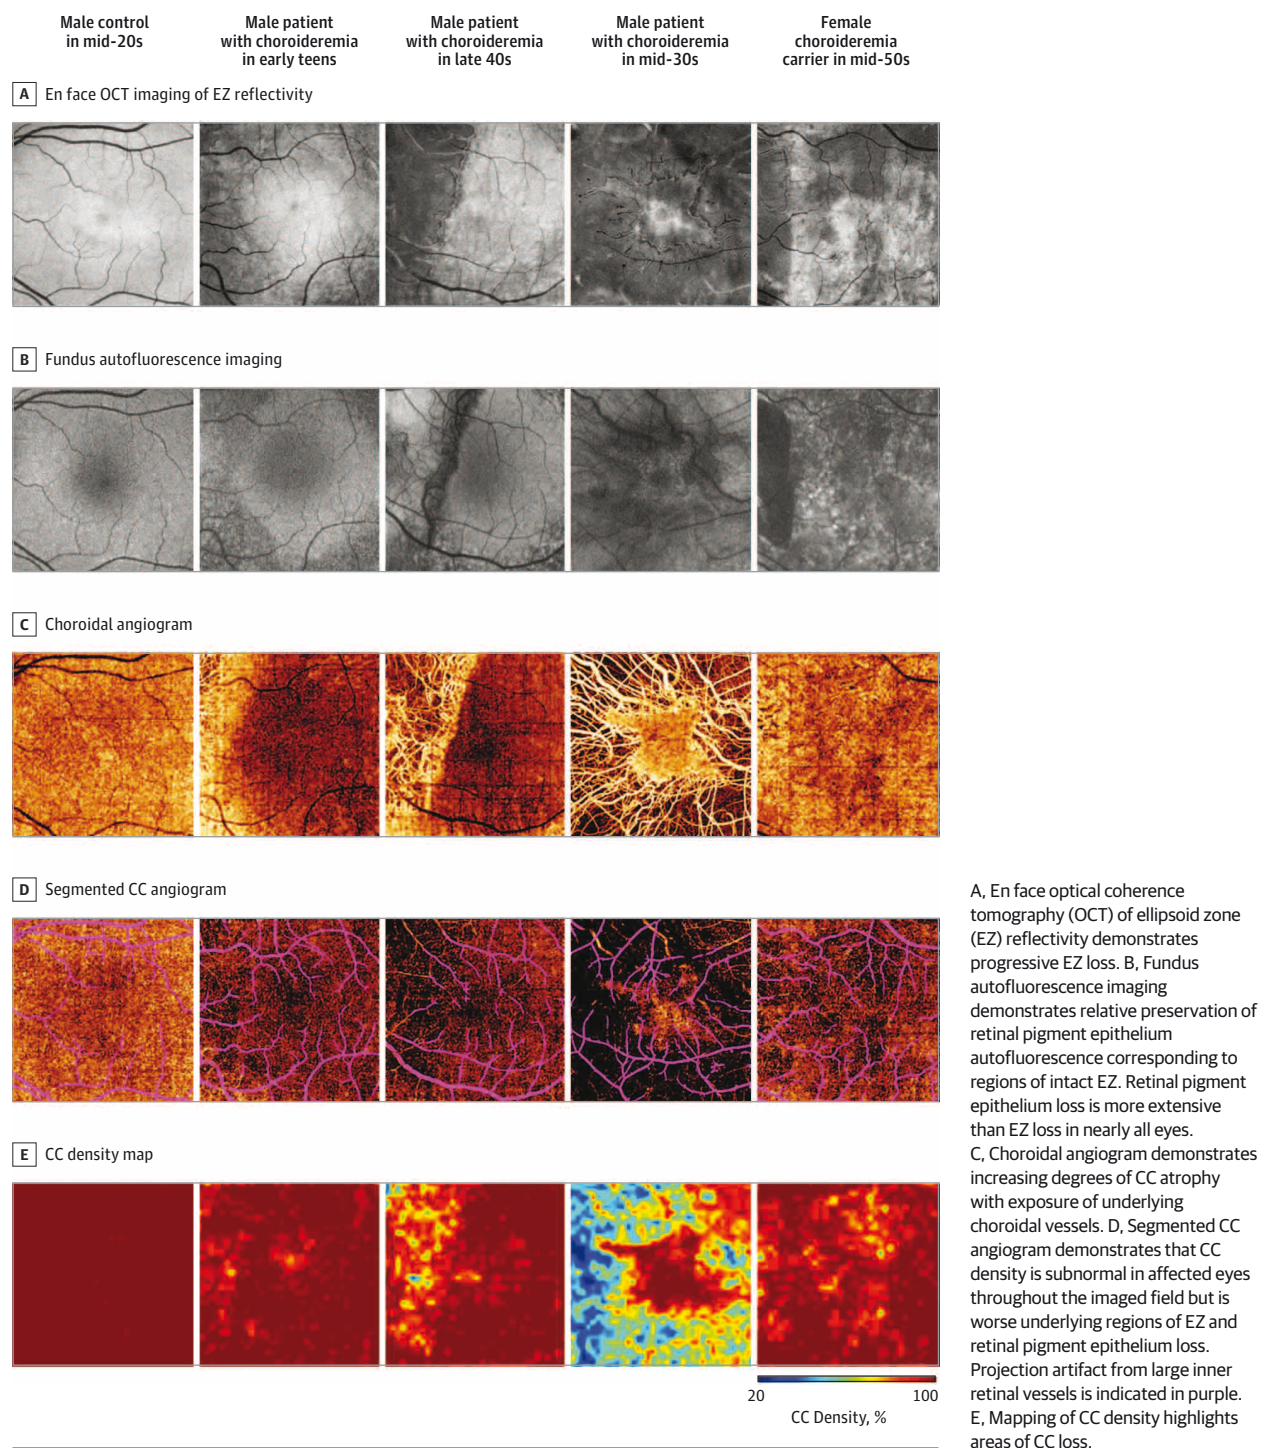 Male control
in mid-20s
Male patient
with choroideremia
in early teens
Male patient
with choroideremia
in late 40s
Male patient
with choroideremia
in mid-30s
Female
choroideremia
carrier in mid-50s
A En face OCT imaging of EZ reflectivity
B Fundus autofluorescence imaging
C Choroidal angiogram
D Segmented CC angiogram
E CC density map
20 100
CC Density, %
A, En face optical coherence
tomography (OCT) of ellipsoid zone
(EZ) reflectivity demonstrates
progressive EZ loss. B, Fundus
autofluorescence imaging
demonstrates relative preservation of
retinal pigment epithelium
autofluorescence corresponding to
regions of intact EZ. Retinal pigment
epithelium loss is more extensive
than EZ loss in nearly all eyes.
C, Choroidal angiogram demonstrates
increasing degrees of CC atrophy
with exposure of underlying
choroidal vessels. D, Segmented CC
angiogram demonstrates that CC
density is subnormal in affected eyes
throughout the imaged field but is
worse underlying regions of EZ and
retinal pigment epithelium loss.
Projection artifact from large inner
retinal vessels is indicated in purple.
E, Mapping of CC density highlights
areas of CC loss.